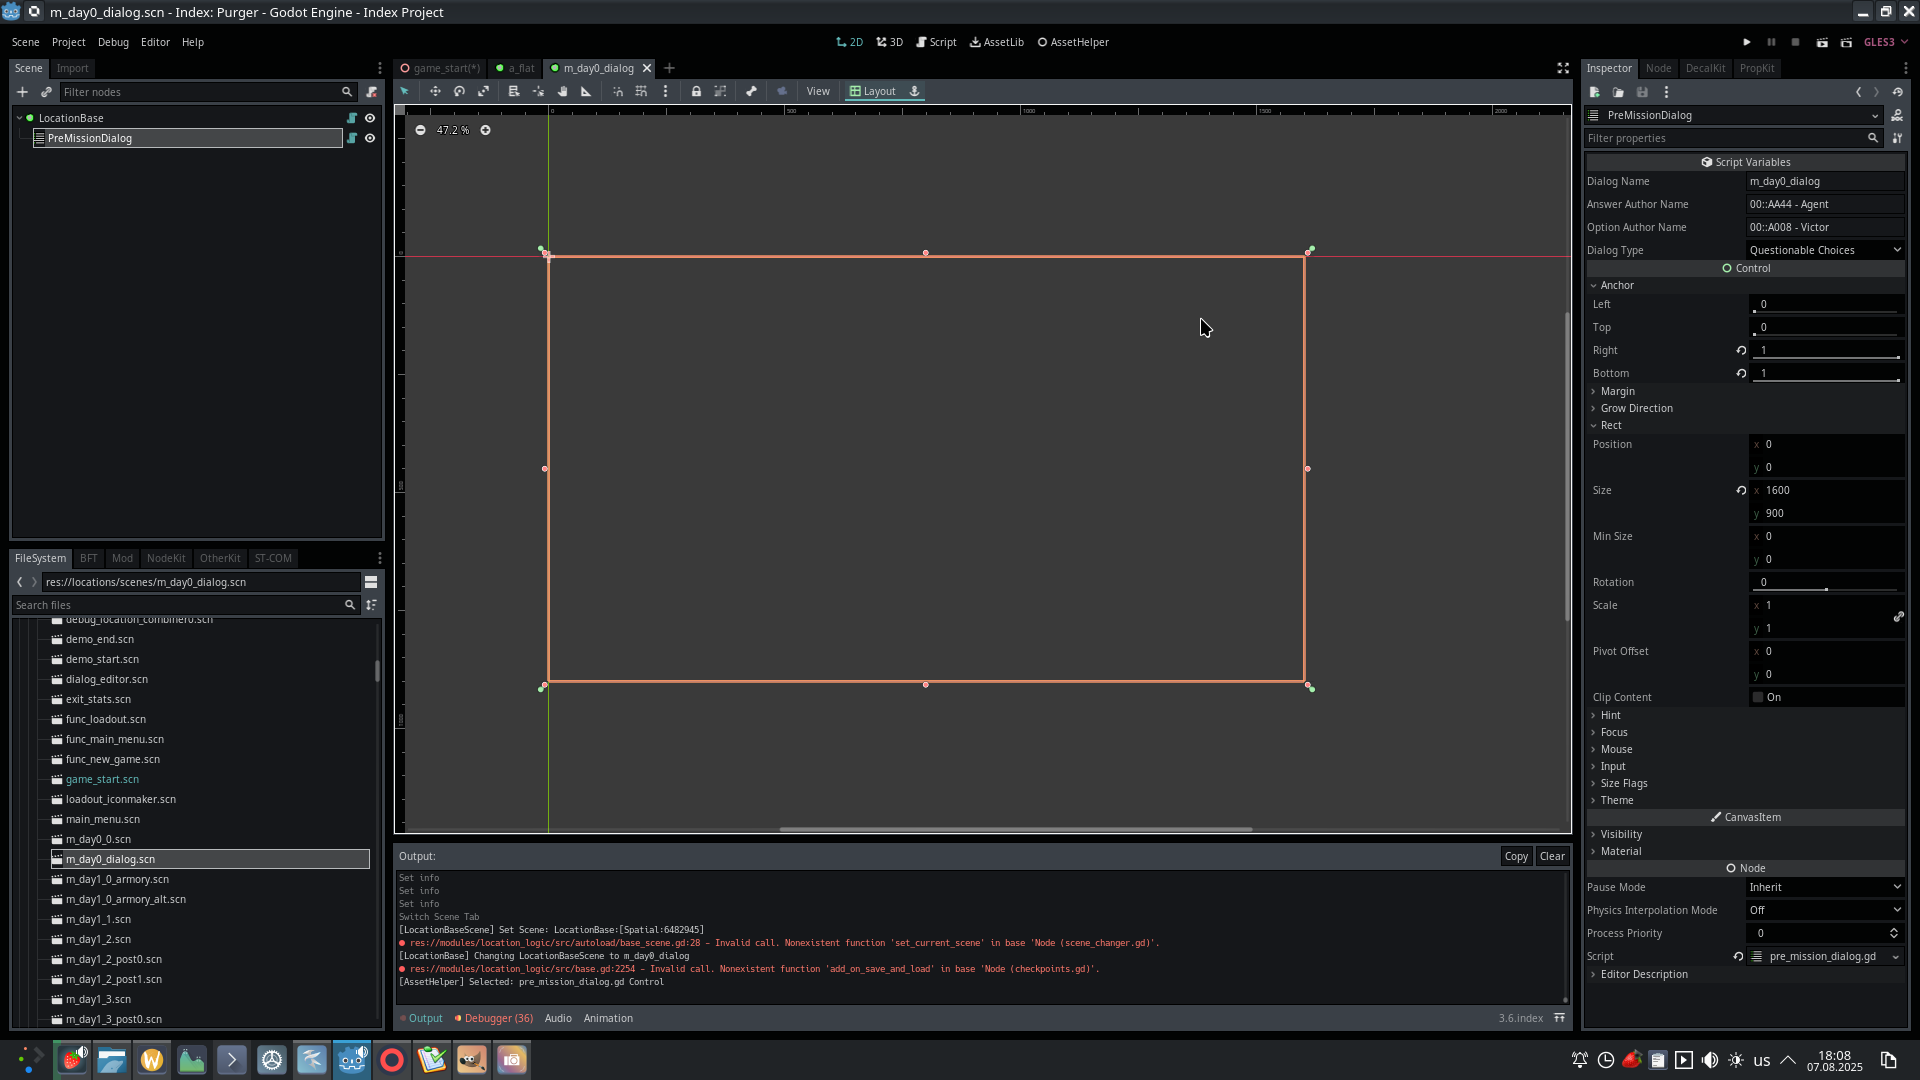 m_day0_dialog.scn - Index: Purger - Godot Engine - Index Project
Scene Project Debug Editor Help
2D 3D Script AssetLib AssetHelper
GLES3
Scene Import
Filter nodes
LocationBase
PreMissionDialog
game_start(*) a_flat m_day0_dialog
View Layout
0 500 1000 1500 2000
47.2 %
0
500
1000
FileSystem BFT Mod NodeKit OtherKit ST-COM
res://locations/scenes/m_day0_dialog.scn
Search files
debug_location_combiner0.scn
demo_end.scn
demo_start.scn
dialog_editor.scn
exit_stats.scn
func_loadout.scn
func_main_menu.scn
func_new_game.scn
game_start.scn
loadout_iconmaker.scn
main_menu.scn
m_day0_0.scn
m_day0_dialog.scn
m_day1_0_armory.scn
m_day1_0_armory_alt.scn
m_day1_1.scn
m_day1_2.scn
m_day1_2_post0.scn
m_day1_2_post1.scn
m_day1_3.scn
m_day1_3_post0.scn
Output: Copy Clear
Set info
Set info
Set info
Switch Scene Tab
[LocationBaseScene] Set Scene: LocationBase:[Spatial:6482945]
res://modules/location_logic/src/autoload/base_scene.gd:28 - Invalid call. Nonexistent function 'set_current_scene' in base 'Node (scene_changer.gd)'.
[LocationBase] Changing LocationBaseScene to m_day0_dialog
res://modules/location_logic/src/base.gd:2254 - Invalid call. Nonexistent function 'add_on_save_and_load' in base 'Node (checkpoints.gd)'.
[AssetHelper] Selected: pre_mission_dialog.gd Control
Output Debugger (36) Audio Animation 3.6.index
Inspector Node DecalKit PropKit
PreMissionDialog
Filter properties
Script Variables
Dialog Name m_day0_dialog
Answer Author Name 00::AA44 - Agent
Option Author Name 00::A008 - Victor
Dialog Type Questionable Choices
Control
Anchor
Left 0
Top 0
Right 1
Bottom 1
Margin
Grow Direction
Rect
Position x 0
y 0
Size x 1600
y 900
Min Size x 0
y 0
Rotation 0
Scale x 1
y 1
Pivot Offset x 0
y 0
Clip Content On
Hint
Focus
Mouse
Input
Size Flags
Theme
CanvasItem
Visibility
Material
Node
Pause Mode Inherit
Physics Interpolation Mode Off
Process Priority 0
Script pre_mission_dialog.gd
Editor Description
us
18:08
07.08.2025